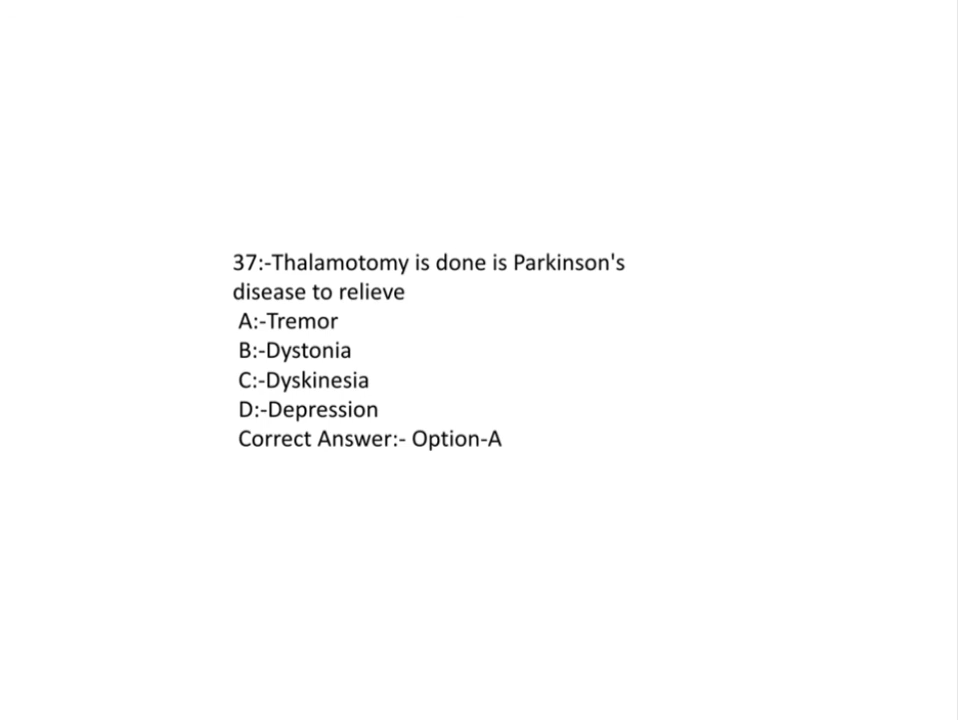 37:-Thalamotomy is done is Parkinson's
disease to relieve
A:-Tremor
B:-Dystonia
C:-Dyskinesia
D:-Depression
Correct Answer:- Option-A